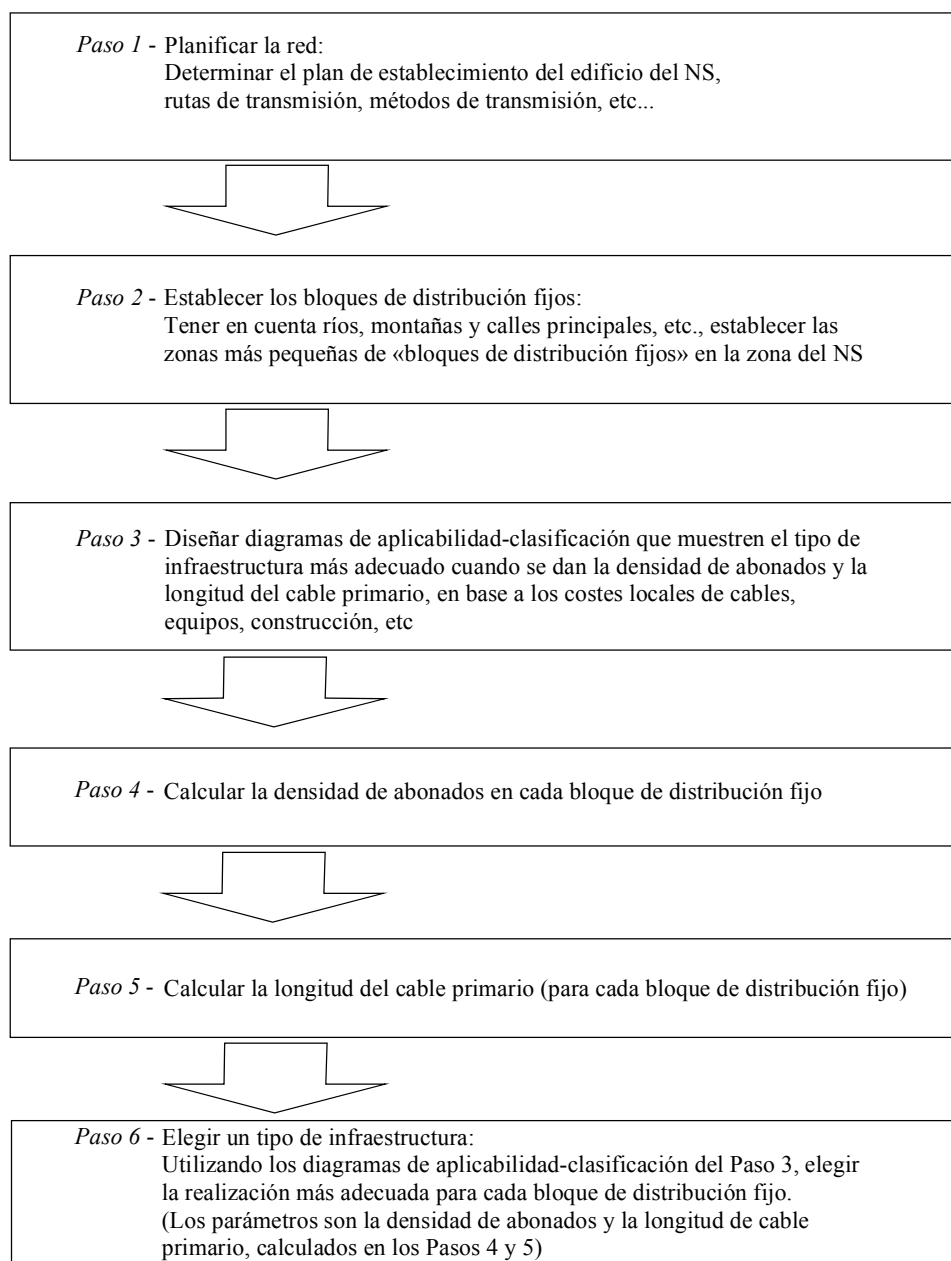 Paso 1 - Planificar la red:
Determinar el plan de establecimiento del edificio del NS,
rutas de transmisión, métodos de transmisión, etc...
Paso 2 - Establecer los bloques de distribución fijos:
Tener en cuenta ríos, montañas y calles principales, etc., establecer las
zonas más pequeñas de «bloques de distribución fijos» en la zona del NS
Paso 3 - Diseñar diagramas de aplicabilidad-clasificación que muestren el tipo de
infraestructura más adecuado cuando se dan la densidad de abonados y la
longitud del cable primario, en base a los costes locales de cables,
equipos, construcción, etc
Paso 4 - Calcular la densidad de abonados en cada bloque de distribución fijo
Paso 5 - Calcular la longitud del cable primario (para cada bloque de distribución fijo)
Paso 6 - Elegir un tipo de infraestructura:
Utilizando los diagramas de aplicabilidad-clasificación del Paso 3, elegir
la realización más adecuada para cada bloque de distribución fijo.
(Los parámetros son la densidad de abonados y la longitud de cable
primario, calculados en los Pasos 4 y 5)